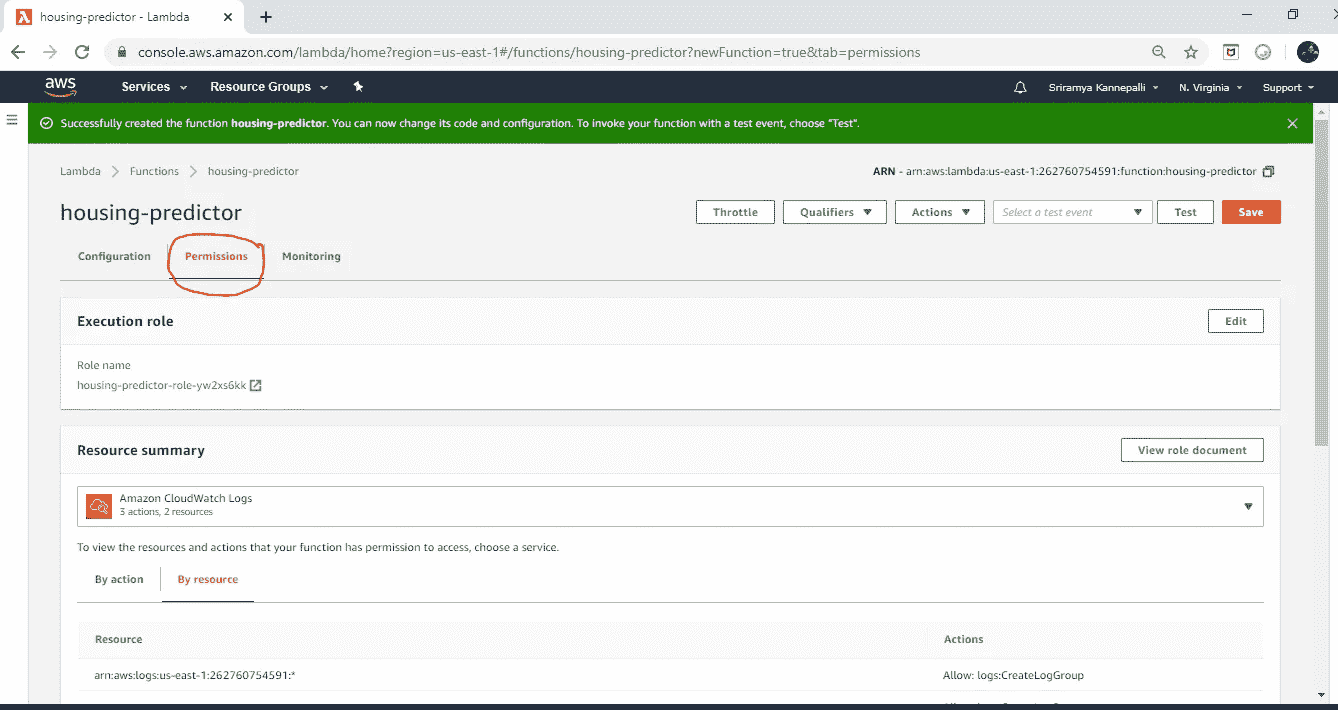 housing-predictor - Lambda
console.aws.amazon.com/lambda/home?region=us-east-1#/functions/housing-predictor?newFunction=true&tab=permissions
aws Services Resource Groups Sriramya Kannepalli N. Virginia Support
Successfully created the function housing-predictor. You can now change its code and configuration. To invoke your function with a test event, choose "Test".
Lambda Functions housing-predictor ARN - arn:aws:lambda:us-east-1:262760754591:function:housing-predictor
housing-predictor Throttle Qualifiers Actions Select a test event Test Save
Configuration Permissions Monitoring
Execution role Edit
Role name
housing-predictor-role-yw2xs6kk
Resource summary View role document
Amazon CloudWatch Logs
3 actions, 2 resources
To view the resources and actions that your function has permission to access, choose a service.
By action By resource
Resource Actions
arn:aws:logs:us-east-1:262760754591:* Allow: logs:CreateLogGroup